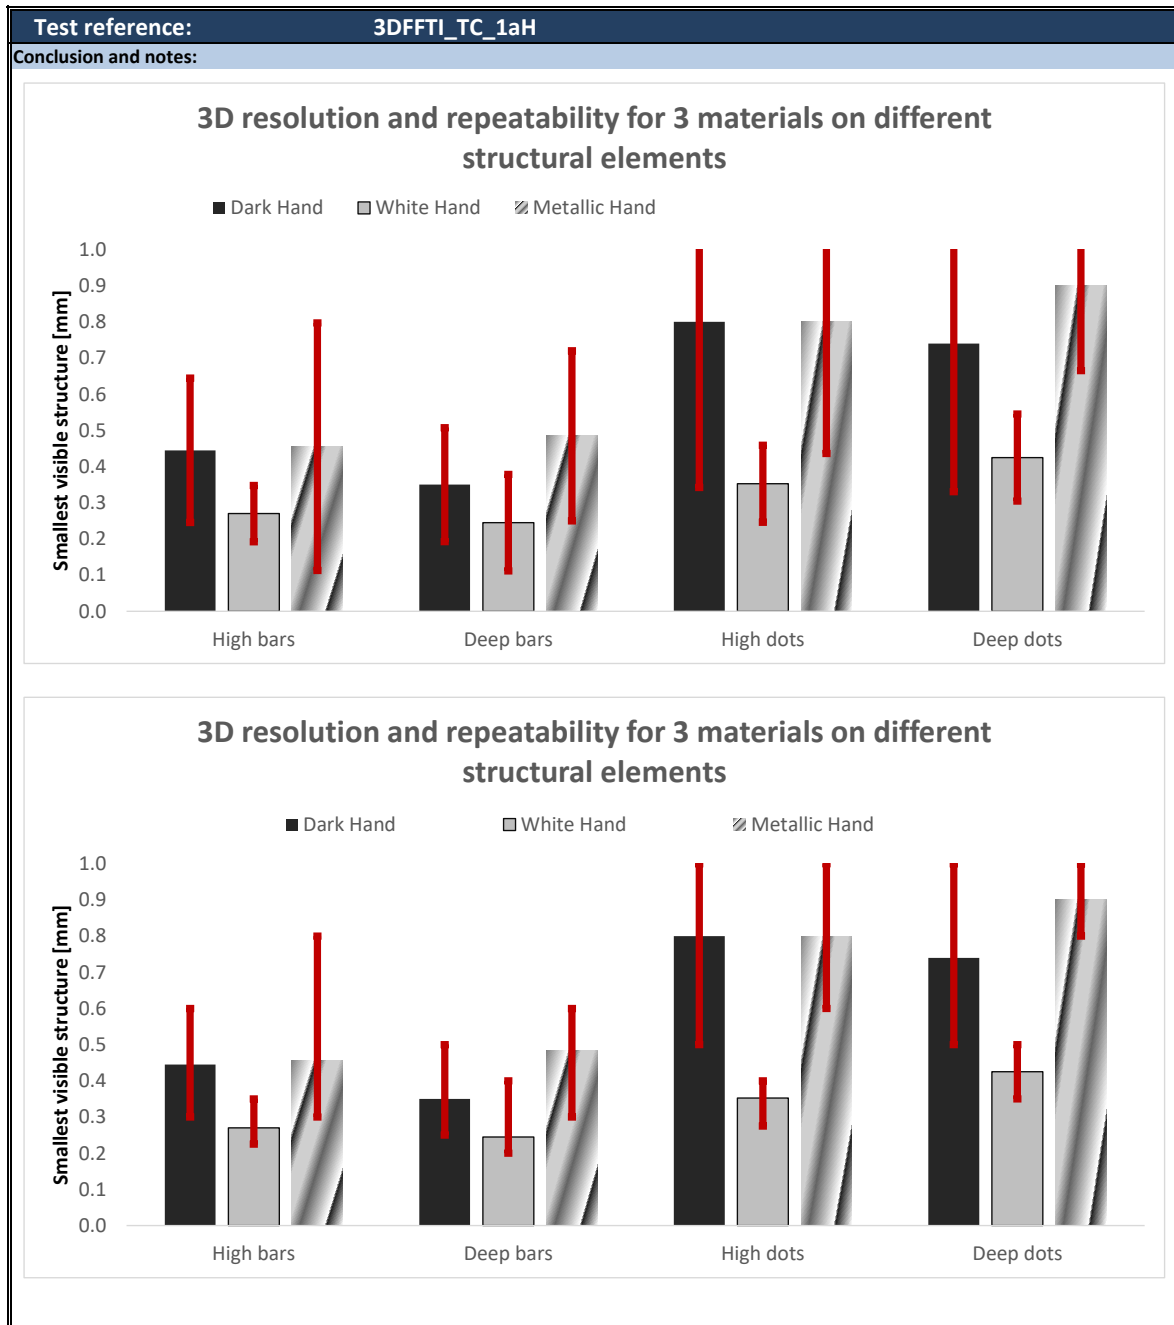 Test reference: 3DFFTI_TC_1aH
Conclusion and notes:
3D resolution and repeatability for 3 materials on different
structural elements
Dark Hand White Hand Metallic Hand
Smallest visible structure [mm]
1.0
0.9
0.8
0.7
0.6
0.5
0.4
0.3
0.2
0.1
0.0
High bars Deep bars High dots Deep dots
3D resolution and repeatability for 3 materials on different
structural elements
Dark Hand White Hand Metallic Hand
Smallest visible structure [mm]
1.0
0.9
0.8
0.7
0.6
0.5
0.4
0.3
0.2
0.1
0.0
High bars Deep bars High dots Deep dots